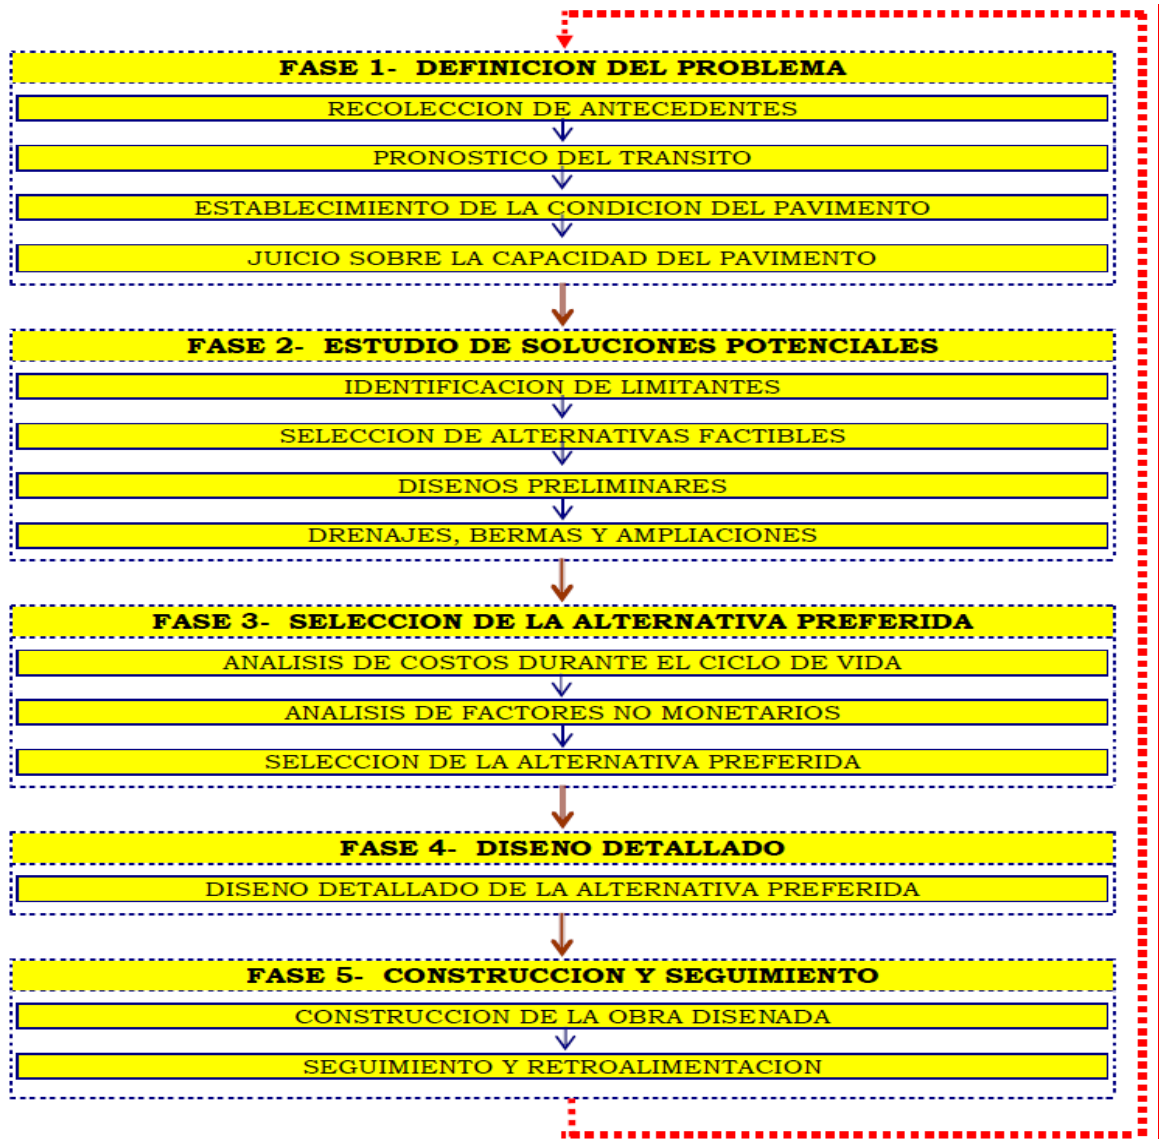 FASE 1- DEFINICION DEL PROBLEMA
RECOLECCION DE ANTECEDENTES
PRONOSTICO DEL TRANSITO
ESTABLECIMIENTO DE LA CONDICION DEL PAVIMENTO
JUICIO SOBRE LA CAPACIDAD DEL PAVIMENTO
FASE 2- ESTUDIO DE SOLUCIONES POTENCIALES
IDENTIFICACION DE LIMITANTES
SELECCION DE ALTERNATIVAS FACTIBLES
DISENOS PRELIMINARES
DRENAJES, BERMAS Y AMPLIACIONES
FASE 3- SELECCION DE LA ALTERNATIVA PREFERIDA
ANALISIS DE COSTOS DURANTE EL CICLO DE VIDA
ANALISIS DE FACTORES NO MONETARIOS
SELECCION DE LA ALTERNATIVA PREFERIDA
FASE 4- DISENO DETALLADO
DISENO DETALLADO DE LA ALTERNATIVA PREFERIDA
FASE 5- CONSTRUCCION Y SEGUIMIENTO
CONSTRUCCION DE LA OBRA DISENADA
SEGUIMIENTO Y RETROALIMENTACION